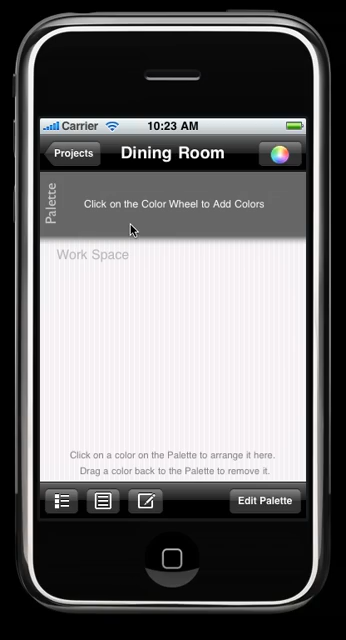 Carrier 10:23 AM
Projects Dining Room
Palette
Click on the Color Wheel to Add Colors
Work Space
Click on a color on the Palette to arrange it here.
Drag a color back to the Palette to remove it.
Edit Palette